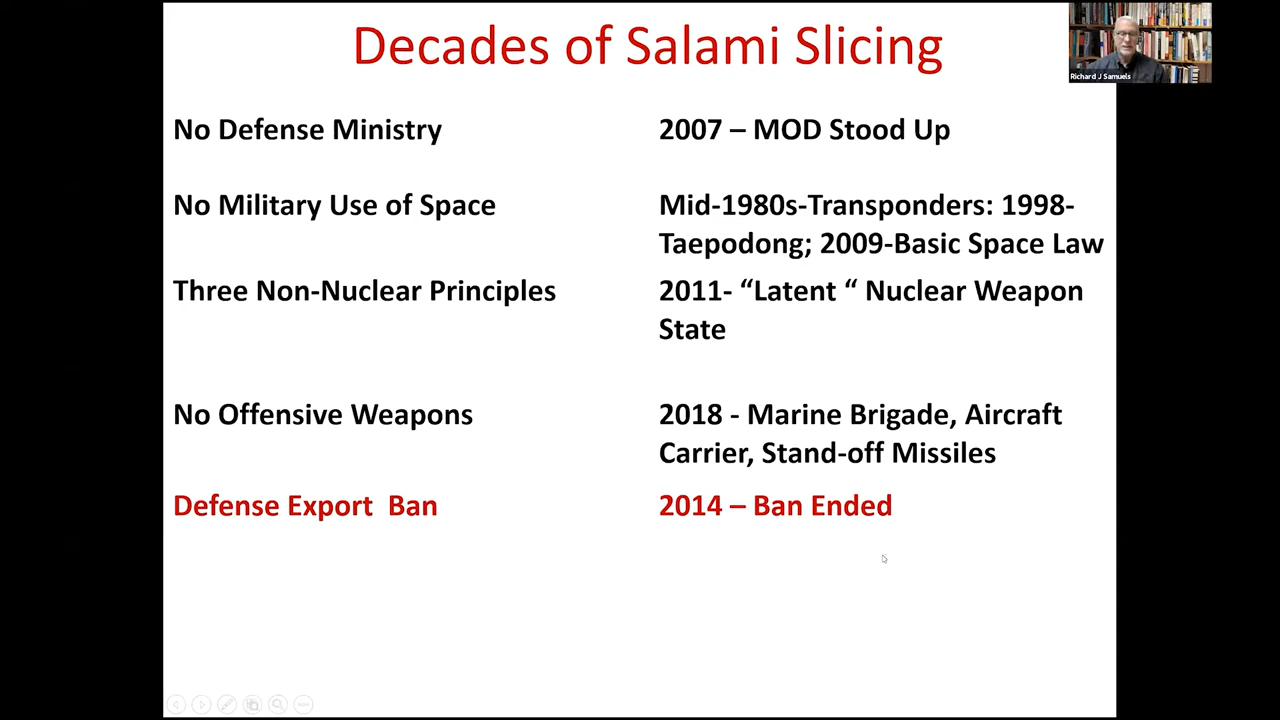 Decades of Salami Slicing
Richard J Samuels
No Defense Ministry
2007 – MOD Stood Up
No Military Use of Space
Mid-1980s-Transponders: 1998-
Taepodong; 2009-Basic Space Law
Three Non-Nuclear Principles
2011- “Latent “ Nuclear Weapon
State
No Offensive Weapons
2018 - Marine Brigade, Aircraft
Carrier, Stand-off Missiles
Defense Export  Ban
2014 – Ban Ended